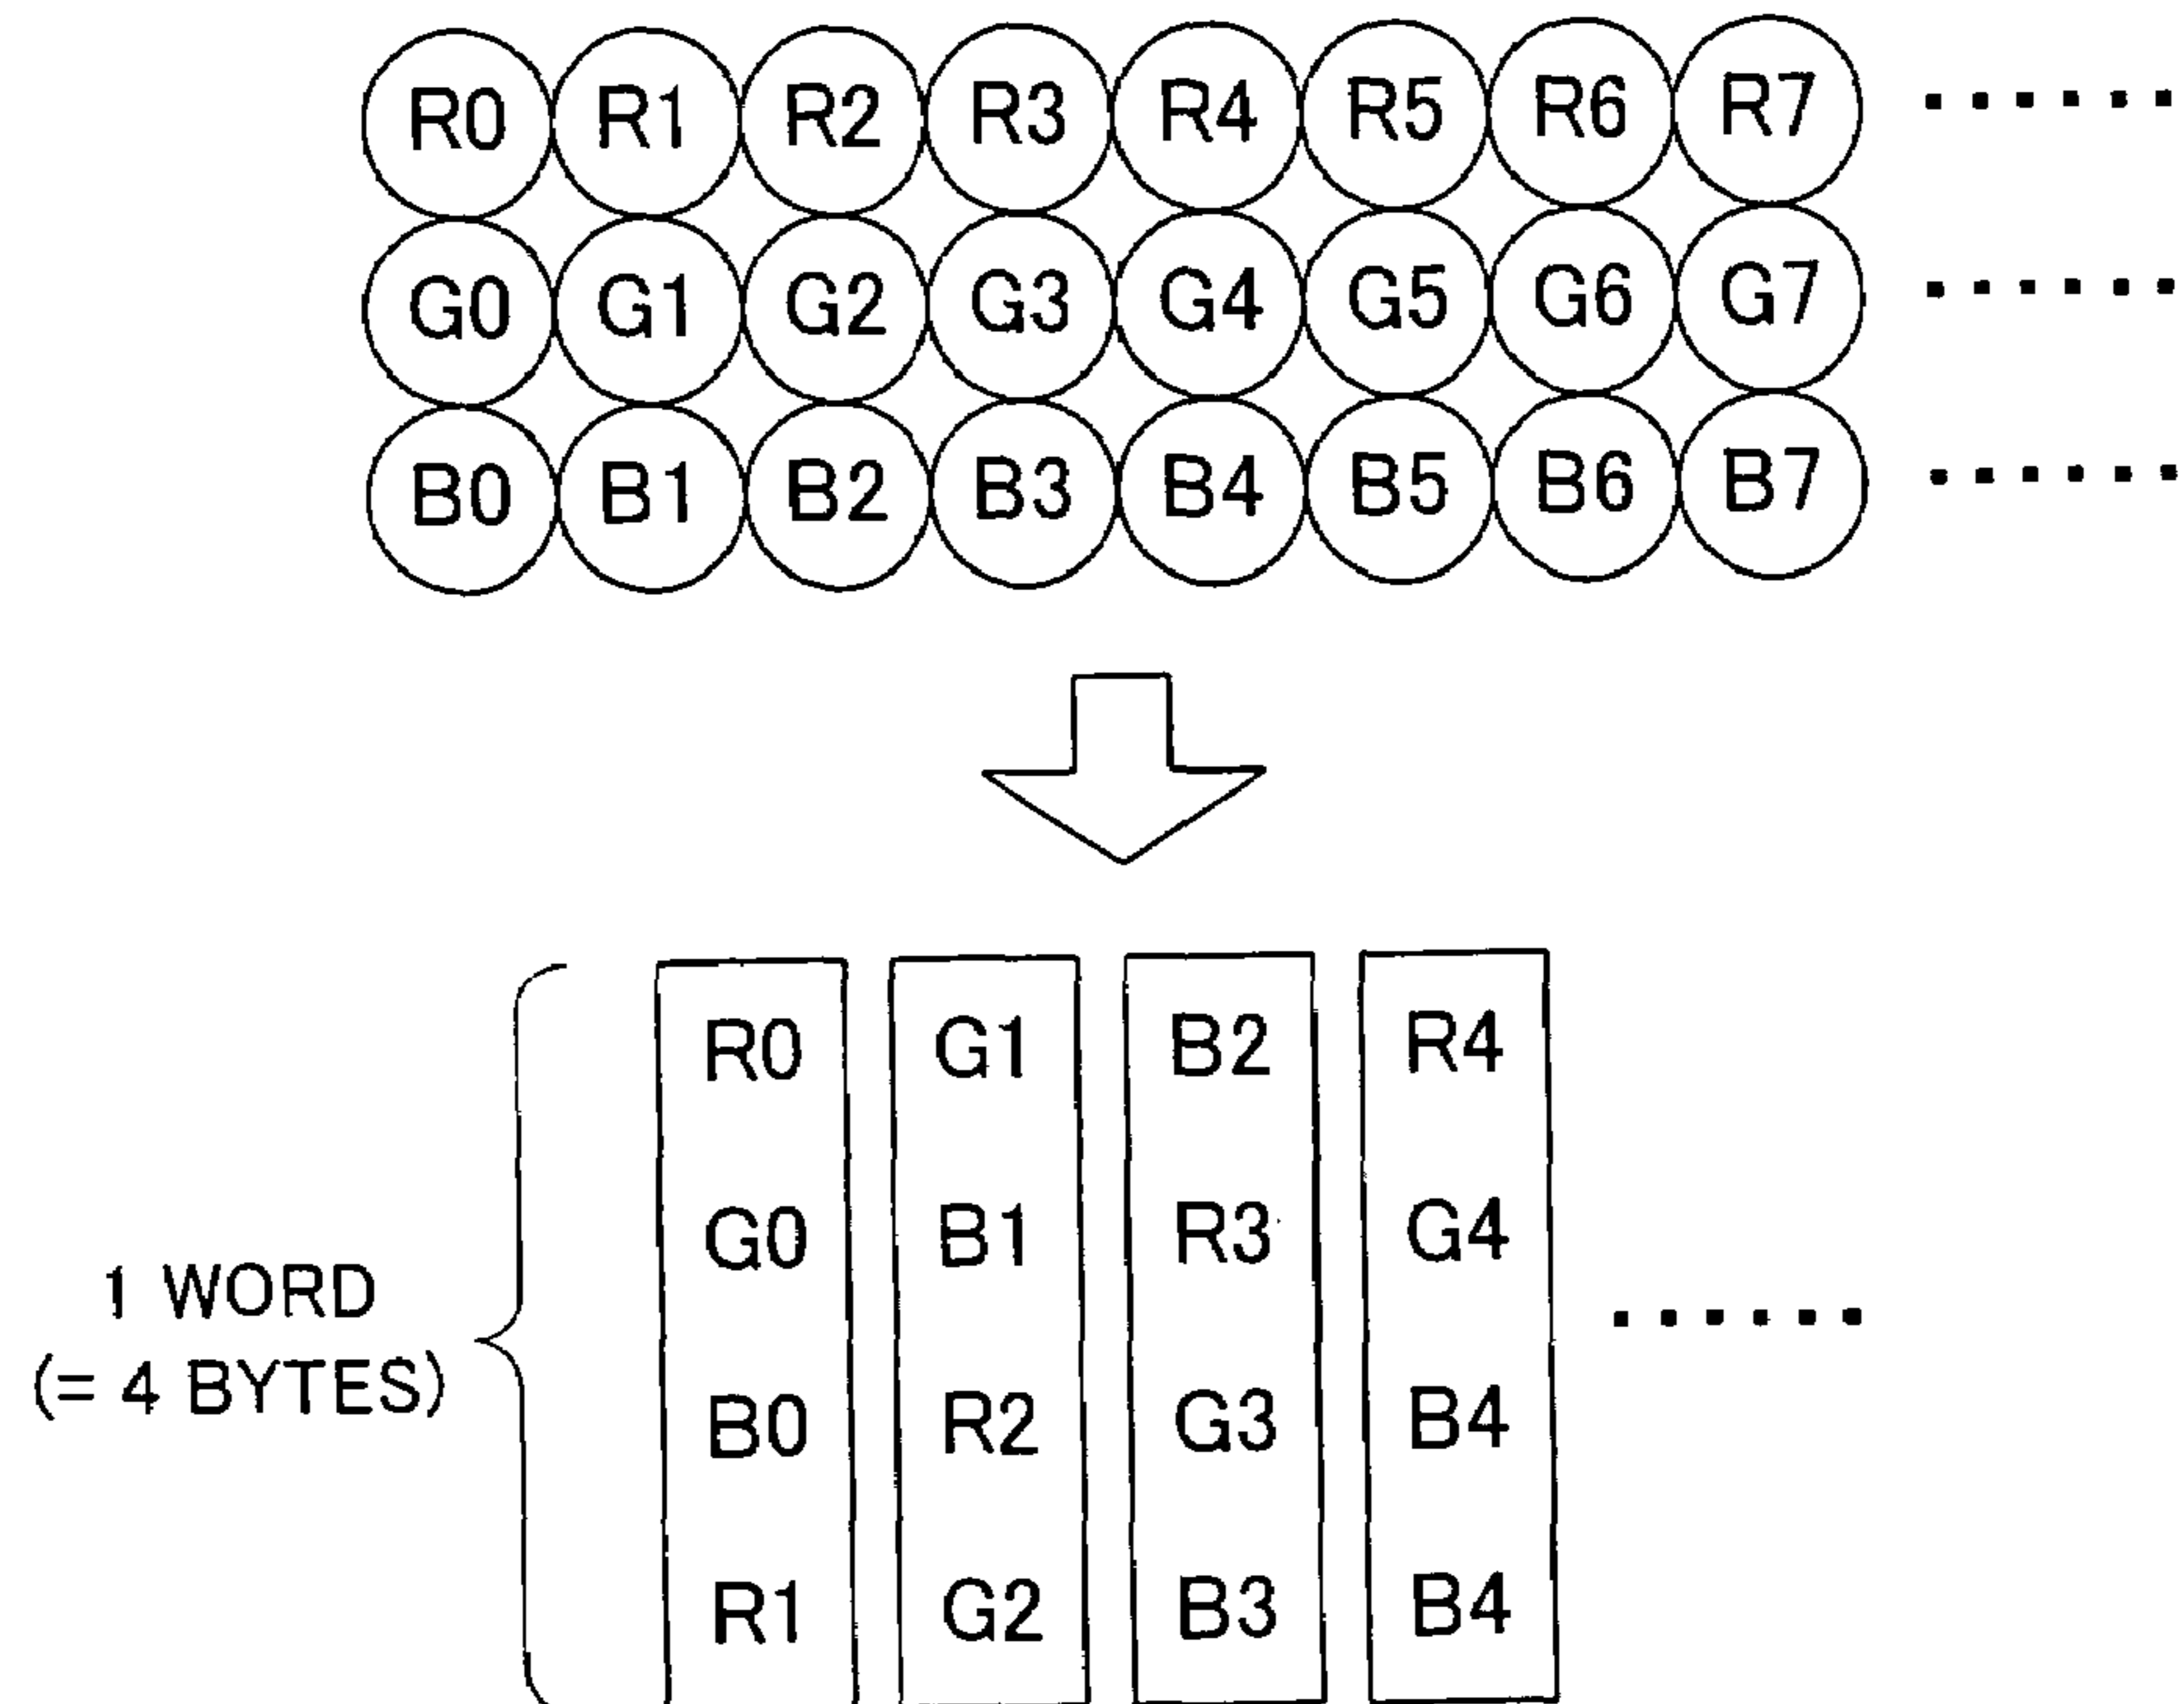 R0 R1 R2 R3 R4 R5 R6 R7 ······
G0 G1 G2 G3 G4 G5 G6 G7 ······
B0 B1 B2 B3 B4 B5 B6 B7 ······
R0 G1 B2 R4
G0 B1 R3 G4
1 WORD
(= 4 BYTES)
······
B0 R2 G3 B4
R1 G2 B3 B4